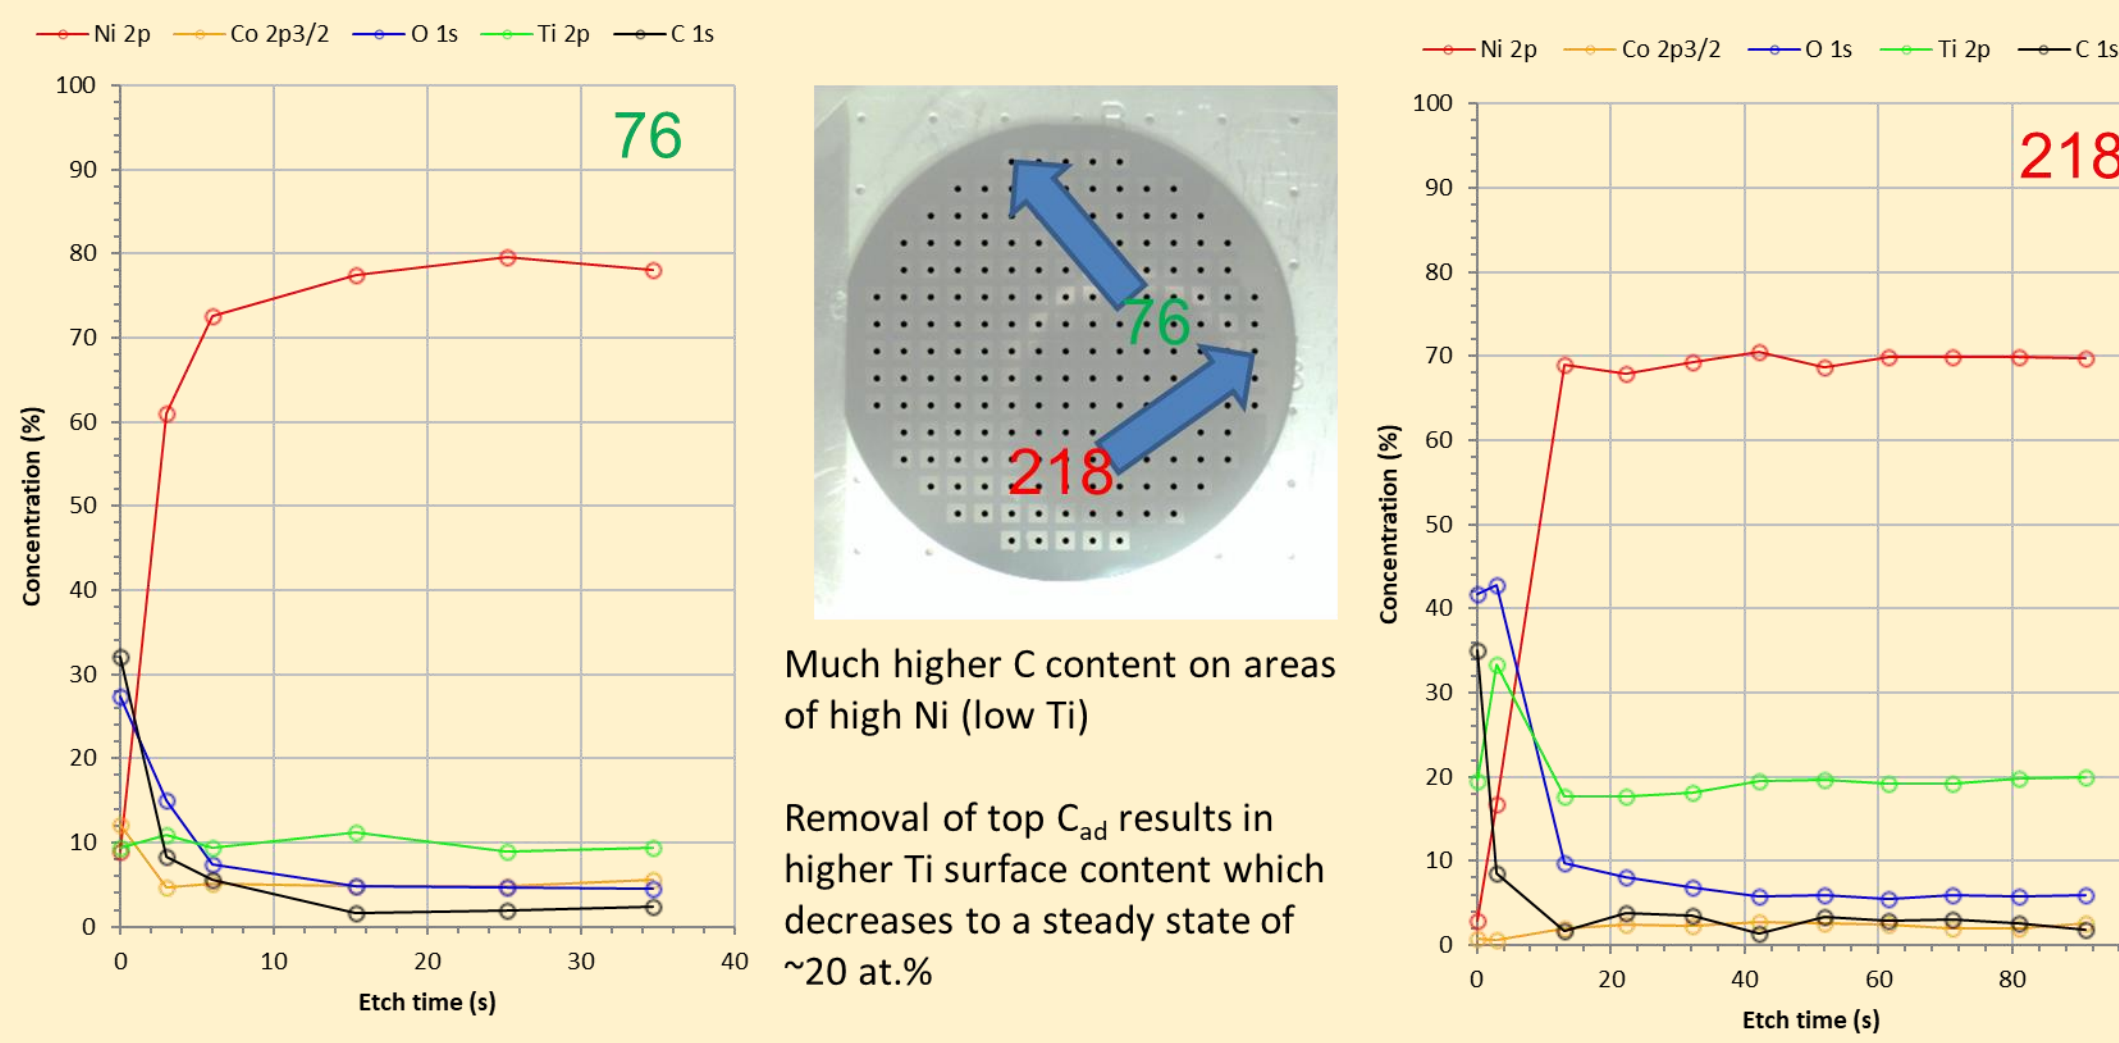 Ni 2p Co 2p3/2 O 1s Ti 2p C 1s
76
100
90
80
70
60
50
40
30
20
10
0
Concentration (%)
0 10 20 30 40
Etch time (s)
76
218
Much higher C content on areas
of high Ni (low Ti)
Removal of top Cad results in
higher Ti surface content which
decreases to a steady state of
~20 at.%
Ni 2p Co 2p3/2 O 1s Ti 2p C 1s
218
100
90
80
70
60
50
40
30
20
10
0
Concentration (%)
0 20 40 60 80
Etch time (s)